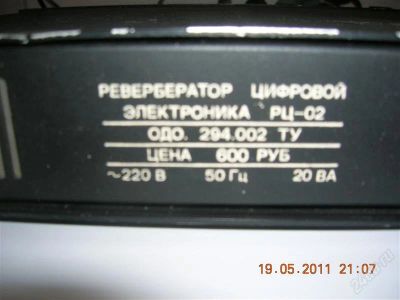 РЕВЕРБЕРАТОР ЦИФРОВОЙ
ЭЛЕКТРОНИКА РЦ-02
ОДО. 294.002 ТУ
ЦЕНА 600 РУБ
~220 В 50 Гц 20 ВА
19.05.2011 21:07